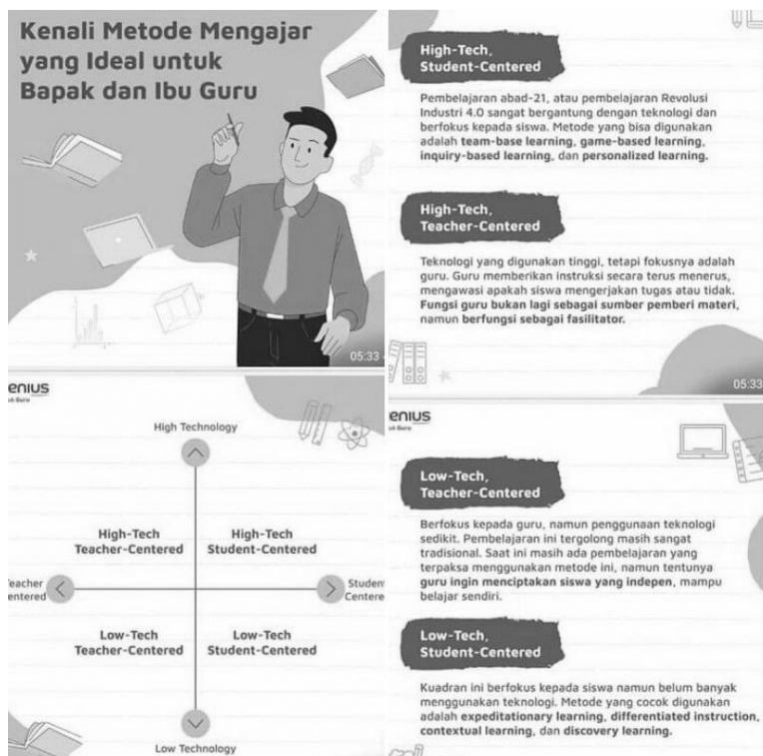 Kenali Metode Mengajar
yang Ideal untuk
Bapak dan Ibu Guru
05:33
High-Tech,
Student-Centered
Pembelajaran abad-21, atau pembelajaran Revolusi
Industri 4.0 sangat bergantung dengan teknologi dan
berfokus kepada siswa. Metode yang bisa digunakan
adalah team-base learning, game-based learning,
inquiry-based learning, dan personalized learning.
High-Tech,
Teacher-Centered
Teknologi yang digunakan tinggi, tetapi fokusnya adalah
guru. Guru memberikan instruksi secara terus menerus,
mengawasi apakah siswa mengerjakan tugas atau tidak.
Fungsi guru bukan lagi sebagai sumber pemberi materi,
namun berfungsi sebagai fasilitator.
05:33
enius
uk Guru
High Technology
High-Tech
Teacher-Centered
High-Tech
Student-Centered
eacher
entered
Studen
Centere
Low-Tech
Teacher-Centered
Low-Tech
Student-Centered
Low Technology
enius
uk Guru
Low-Tech,
Teacher-Centered
Berfokus kepada guru, namun penggunaan teknologi
sedikit. Pembelajaran ini tergolong masih sangat
tradisional. Saat ini masih ada pembelajaran yang
terpaksa menggunakan metode ini, namun tentunya
guru ingin menciptakan siswa yang indepen, mampu
belajar sendiri.
Low-Tech,
Student-Centered
Kuadran ini berfokus kepada siswa namun belum banyak
menggunakan teknologi. Metode yang cocok digunakan
adalah expeditationary learning, differentiated instruction,
contextual learning, dan discovery learning.